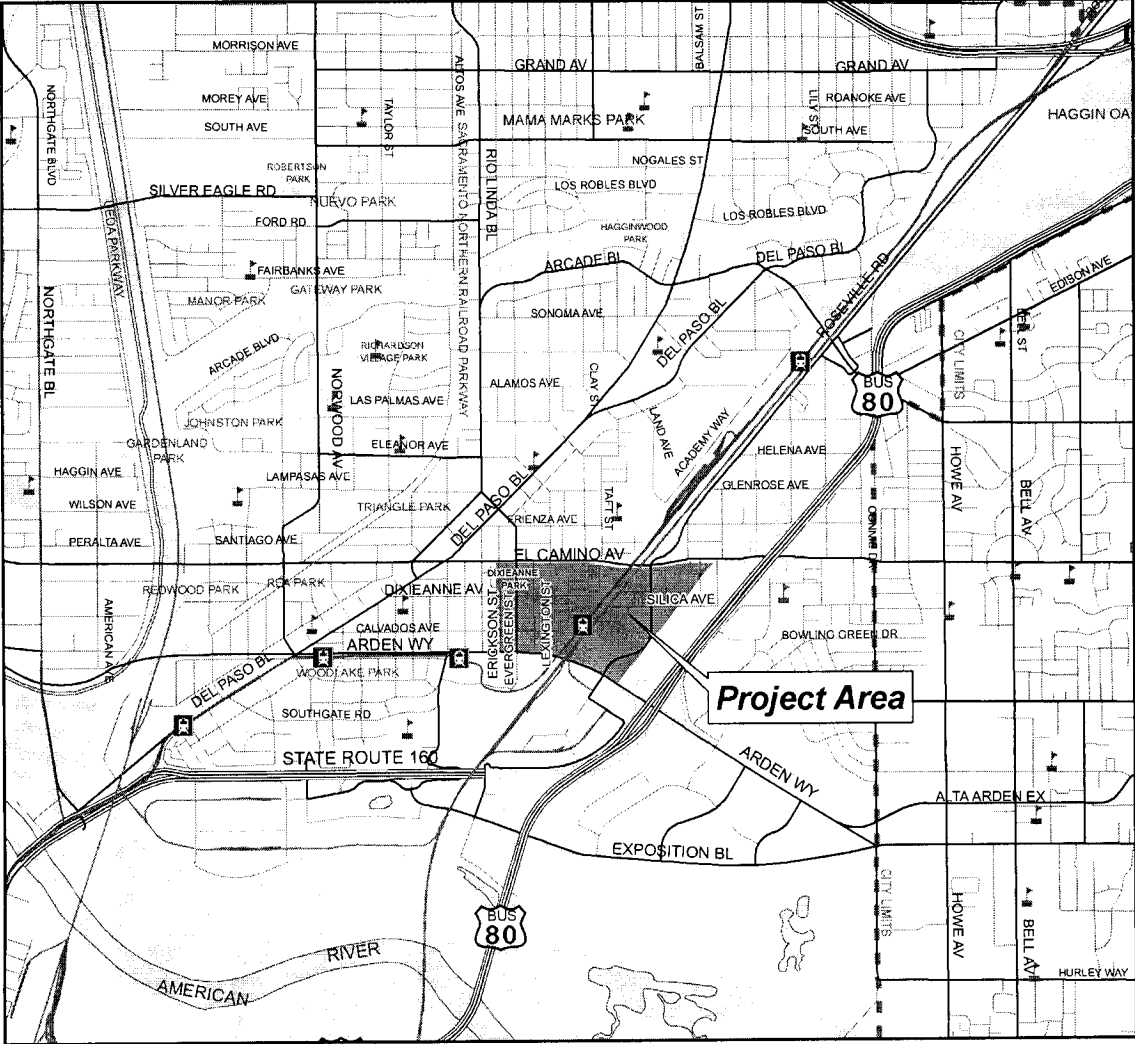 MORRISON AVE
GRAND AV
GRAND AV
BALSAM ST
ALTOS AVE
NORTHGATE BLVD
MOREY AVE
TAYLOR ST
LILY ST
ROANOKE AVE
HAGGIN OA
SOUTH AVE
MAMA MARKS PARK
SOUTH AVE
SACRAMENTO NORTHERN RAILROAD PARKWAY
RIO LINDA BL
NOGALES ST
ROBERTSON
PARK
SILVER EAGLE RD
LOS ROBLES BLVD
NUEVO PARK
LOS ROBLES BLVD
FORD RD
HAGGINWOOD
PARK
UEDA PARKWAY
ARCADE BL
DEL PASO BL
FAIRBANKS AVE
GATEWAY PARK
MANOR PARK
EDISON AVE
NORTHGATE BL
SONOMA AVE
DEL PASO BL
ROSEVILLE RD
CITY LIMITS
ARCADE BLVD
RICHARDSON
VILLAGE PARK
ALAMOS AVE
CLAY ST
BUS
80
NORWOOD AV
LAS PALMAS AVE
JOHNSTON PARK
LAND AVE
ACADEMY WAY
GARDENLAND
PARK
ELEANOR AVE
HELENA AVE
HOWE AV
HAGGIN AVE
LAMPASAS AVE
GLENROSE AVE
BELL AV
WILSON AVE
TRIANGLE PARK
DEL PASO BL
TAFT ST
ERIENZA AVE
PERALTA AVE
SANTIAGO AVE
EL CAMINO AV
REDWOOD PARK
REA PARK
DIXIEANNE AV
DIXIEANNE
PARK
SILICA AVE
AMERICAN AVE
CALVADOS AVE
ERICKSON ST
EVERGREEN ST
LEXINGTON ST
BOWLING GREEN DR
ARDEN WY
DEL PASO BL
WOODLAKE PARK
Project Area
SOUTHGATE RD
STATE ROUTE 160
ARDEN WY
ALTA ARDEN EX
EXPOSITION BL
CITY LIMITS
HOWE AV
BELL AV
BUS
80
RIVER
AMERICAN
HURLEY WAY